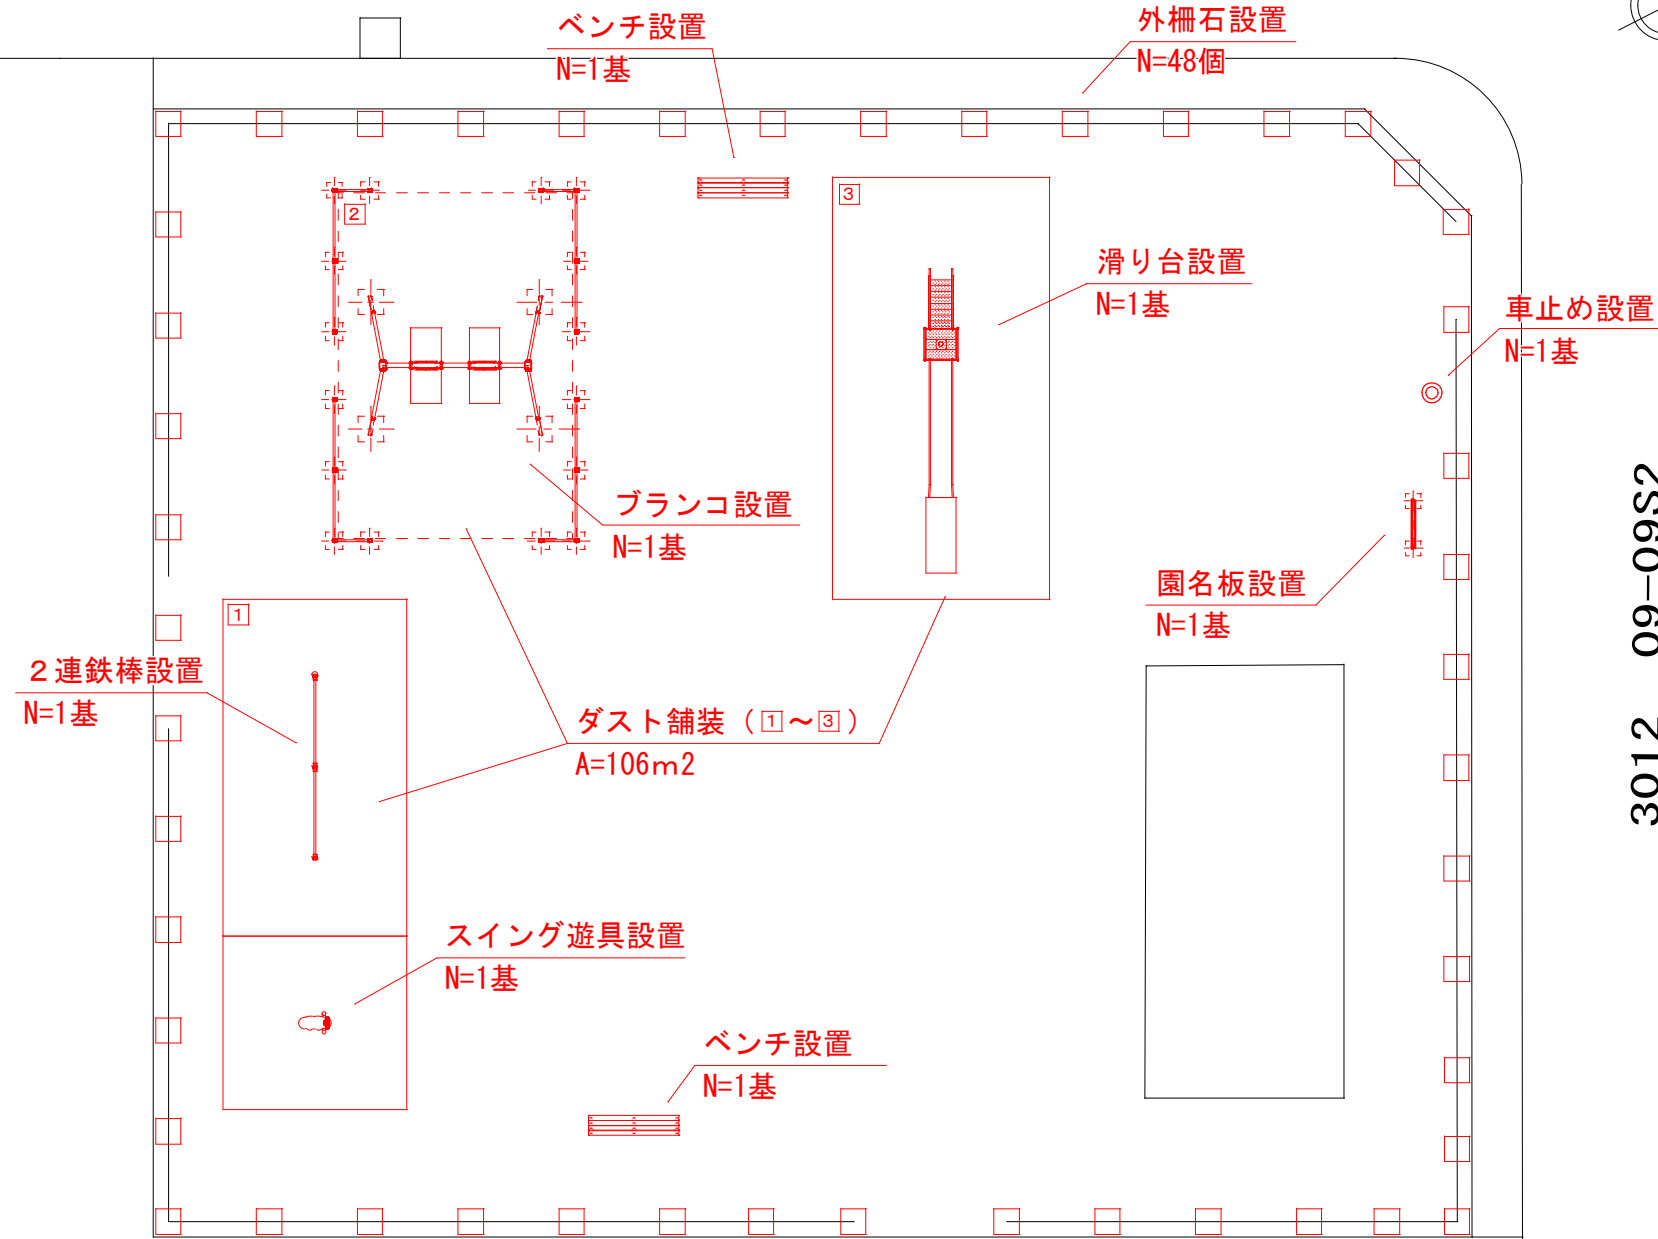 ベンチ設置
N=1基
外柵石設置
N=48個
2
3
滑り台設置
N=1基
車止め設置
N=1基
ブランコ設置
N=1基
園名板設置
N=1基
3012 09-09S2
1
２連鉄棒設置
N=1基
ダスト舗装（1～3）
A=106m2
スイング遊具設置
N=1基
ベンチ設置
N=1基